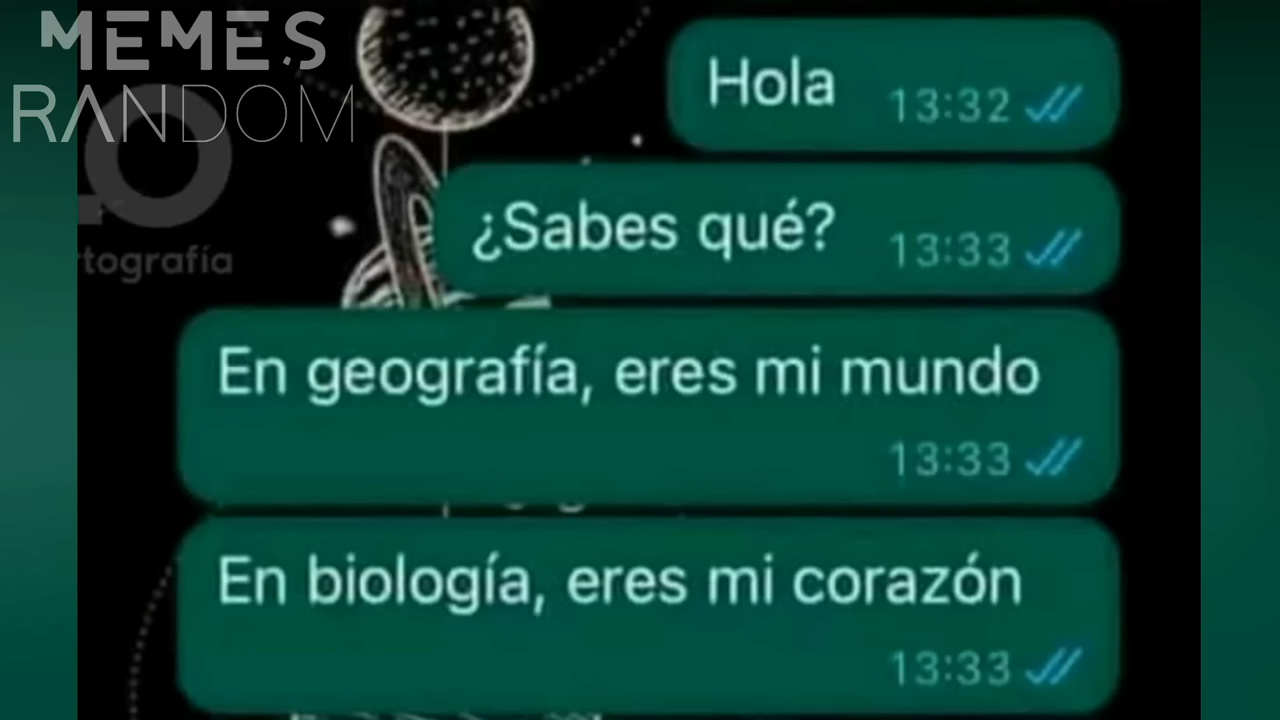 MEMES
RANDOM
Hola
13:32
¿Sabes qué?
13:33
tografía
En geografía, eres mi mundo
13:33
En biología, eres mi corazón
13:33